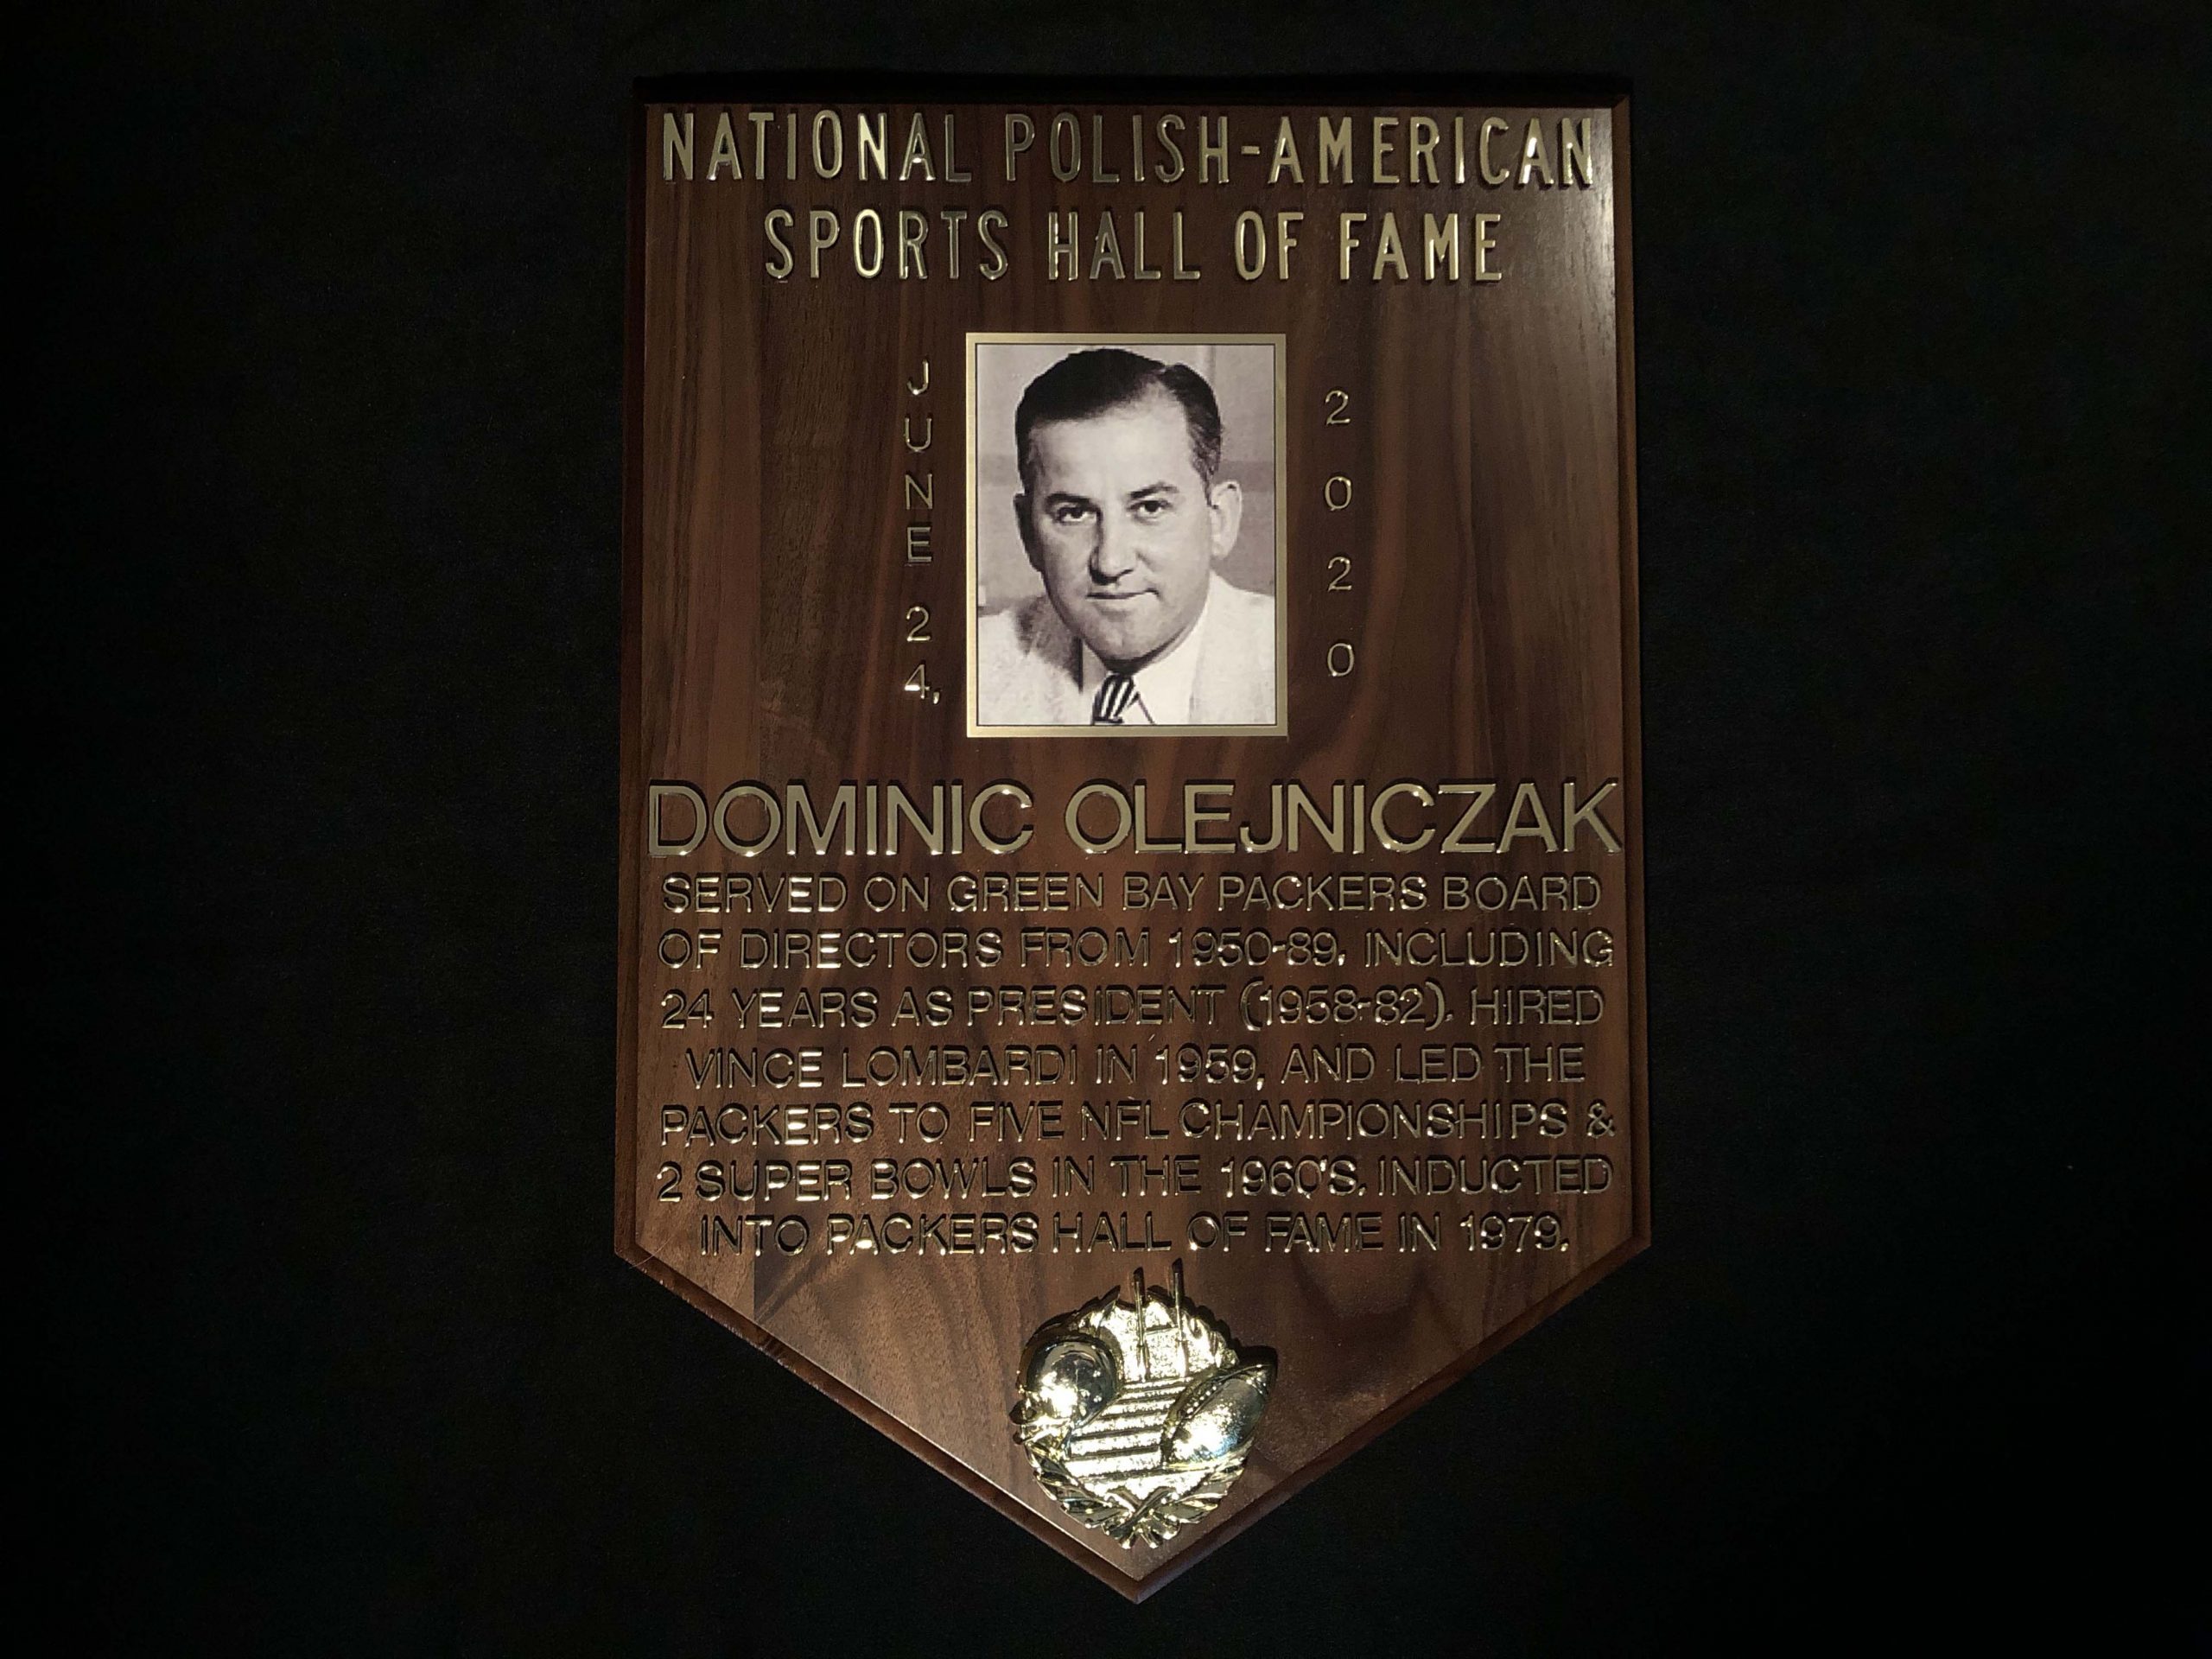 NATIONAL POLISH-AMERICAN
SPORTS HALL OF FAME
JUNE 24,
2020
DOMINIC OLEJNICZAK
SERVED ON GREEN BAY PACKERS BOARD
OF DIRECTORS FROM 1950-89, INCLUDING
24 YEARS AS PRESIDENT (1958-82). HIRED
VINCE LOMBARDI IN 1959, AND LED THE
PACKERS TO FIVE NFL CHAMPIONSHIPS &
2 SUPER BOWLS IN THE 1960'S. INDUCTED
INTO PACKERS HALL OF FAME IN 1979.